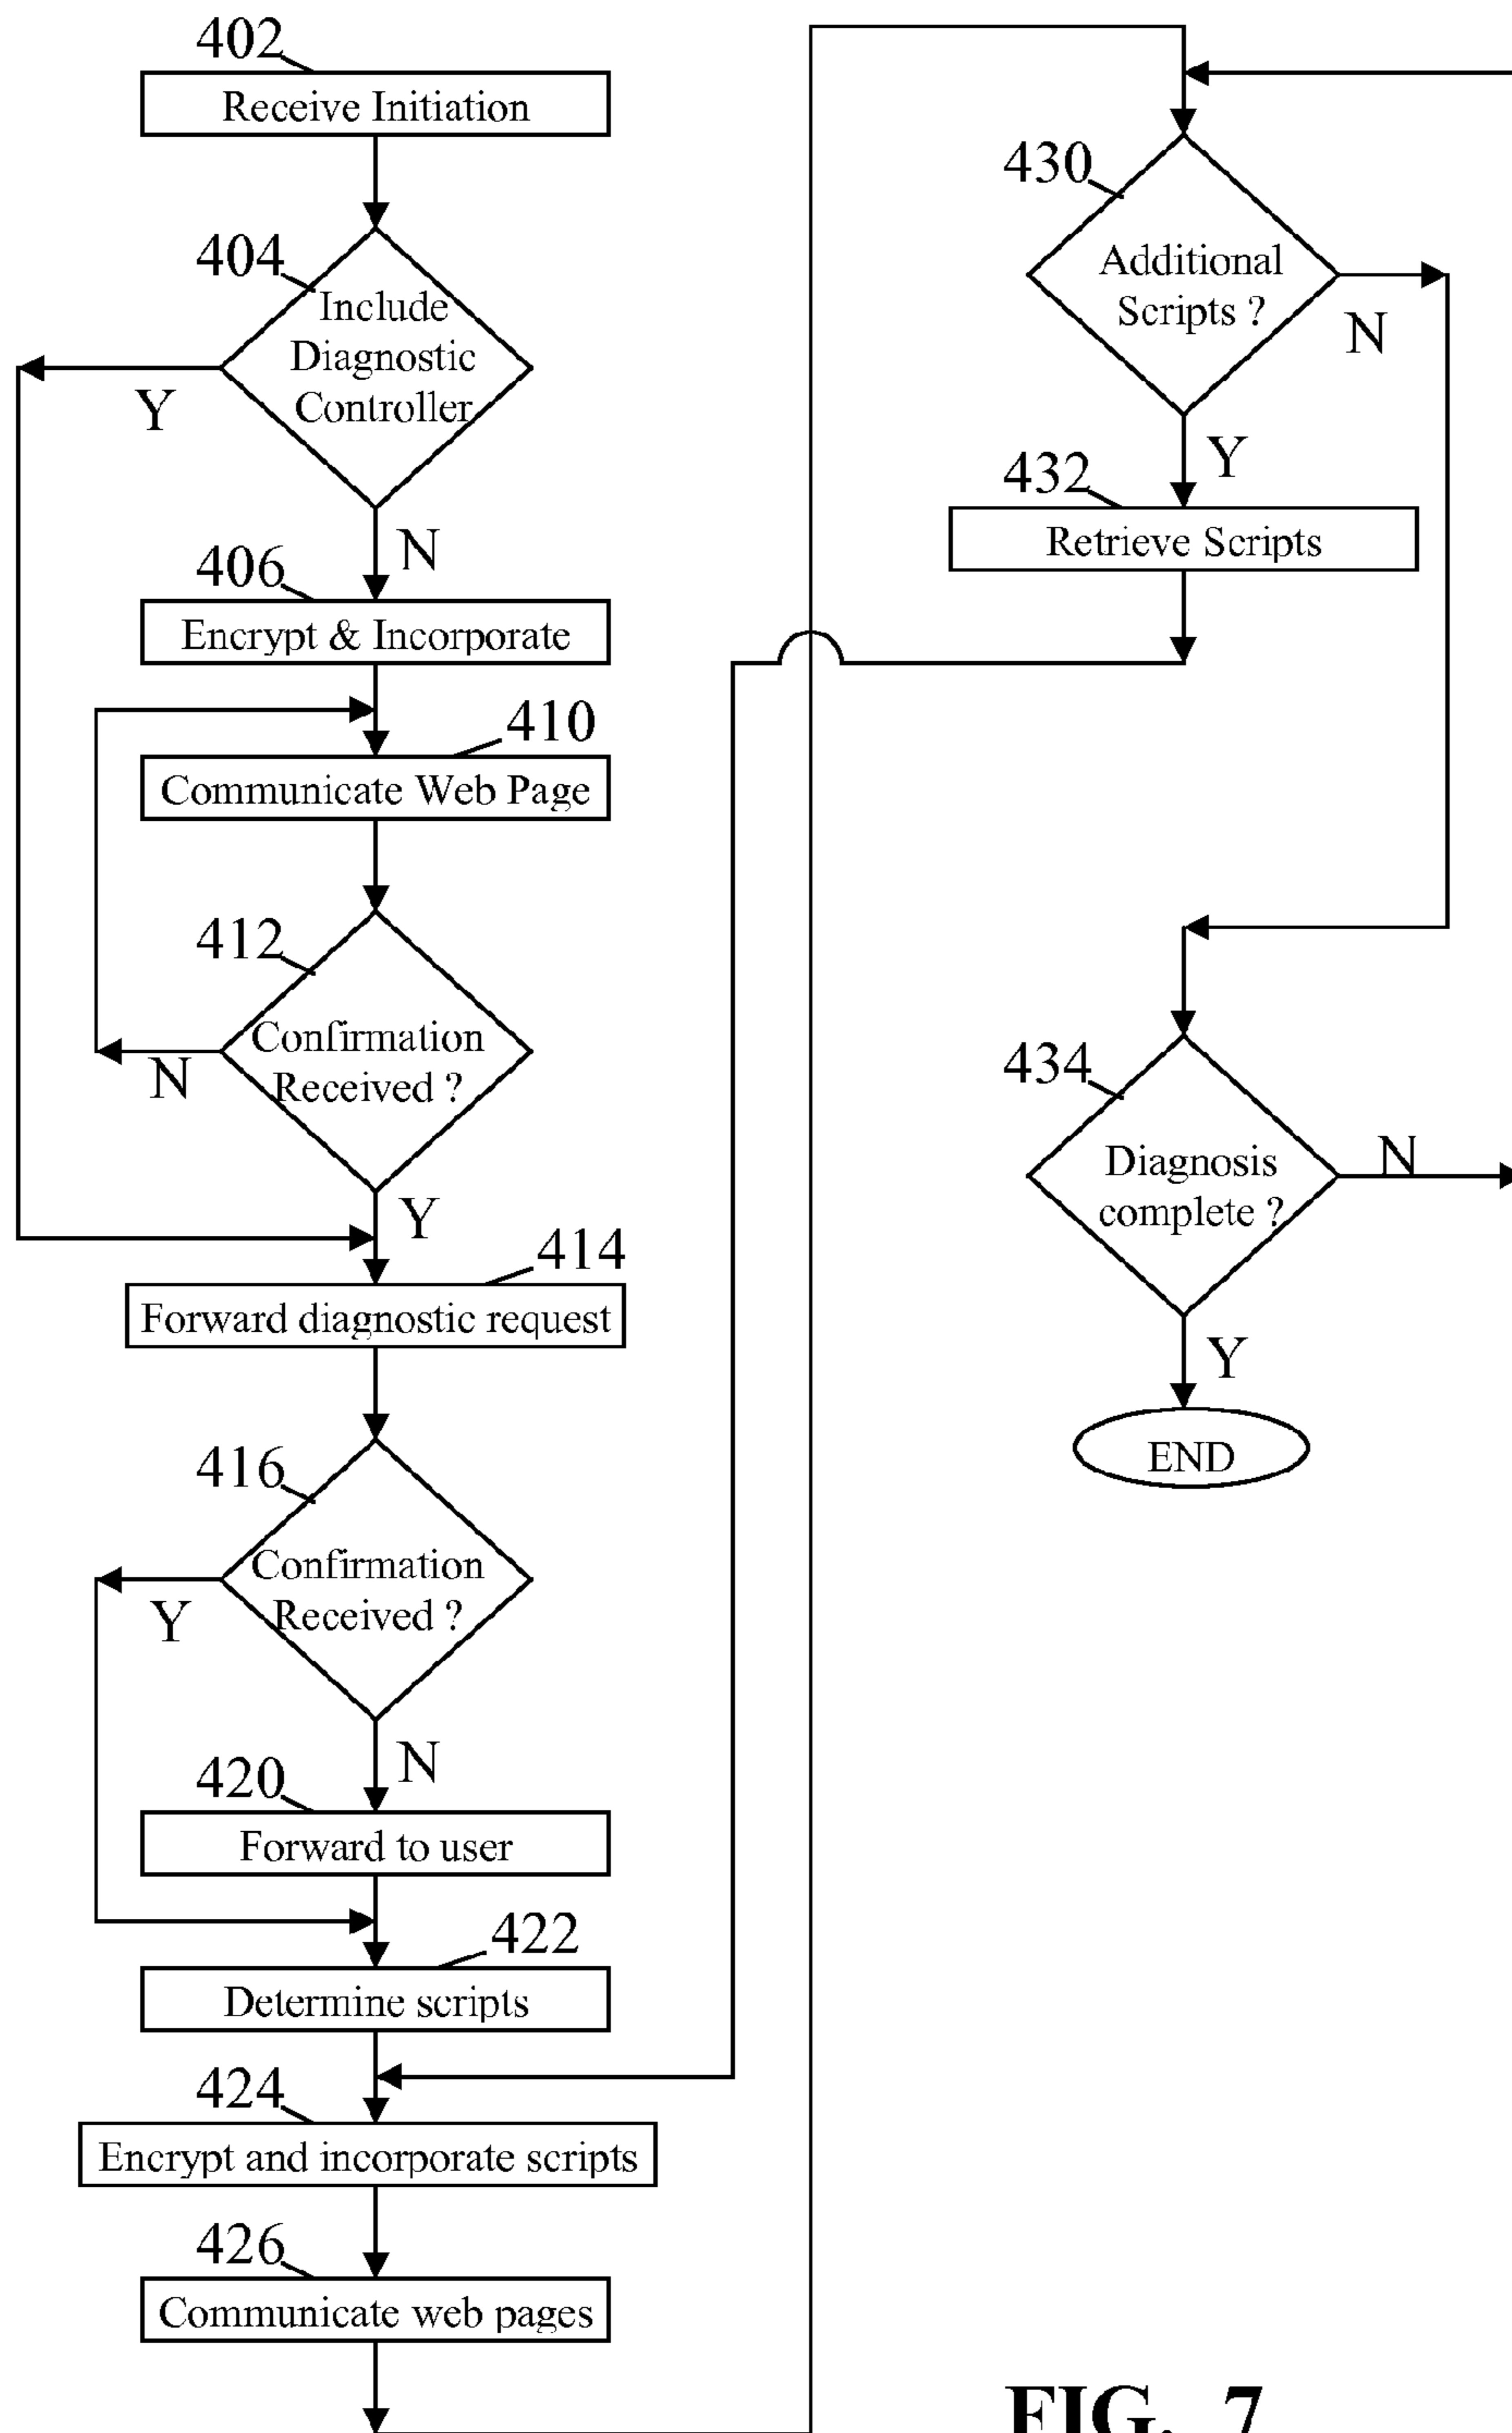 402
Receive Initiation
404
Include
Diagnostic
Controller
Y
N
406
Encrypt & Incorporate
410
Communicate Web Page
412
Confirmation
Received ?
N
Y
414
Forward diagnostic request
416
Confirmation
Received ?
Y
N
420
Forward to user
422
Determine scripts
424
Encrypt and incorporate scripts
426
Communicate web pages
430
Additional
Scripts ?
N
Y
432
Retrieve Scripts
434
Diagnosis
complete ?
N
Y
END
FIG. 7